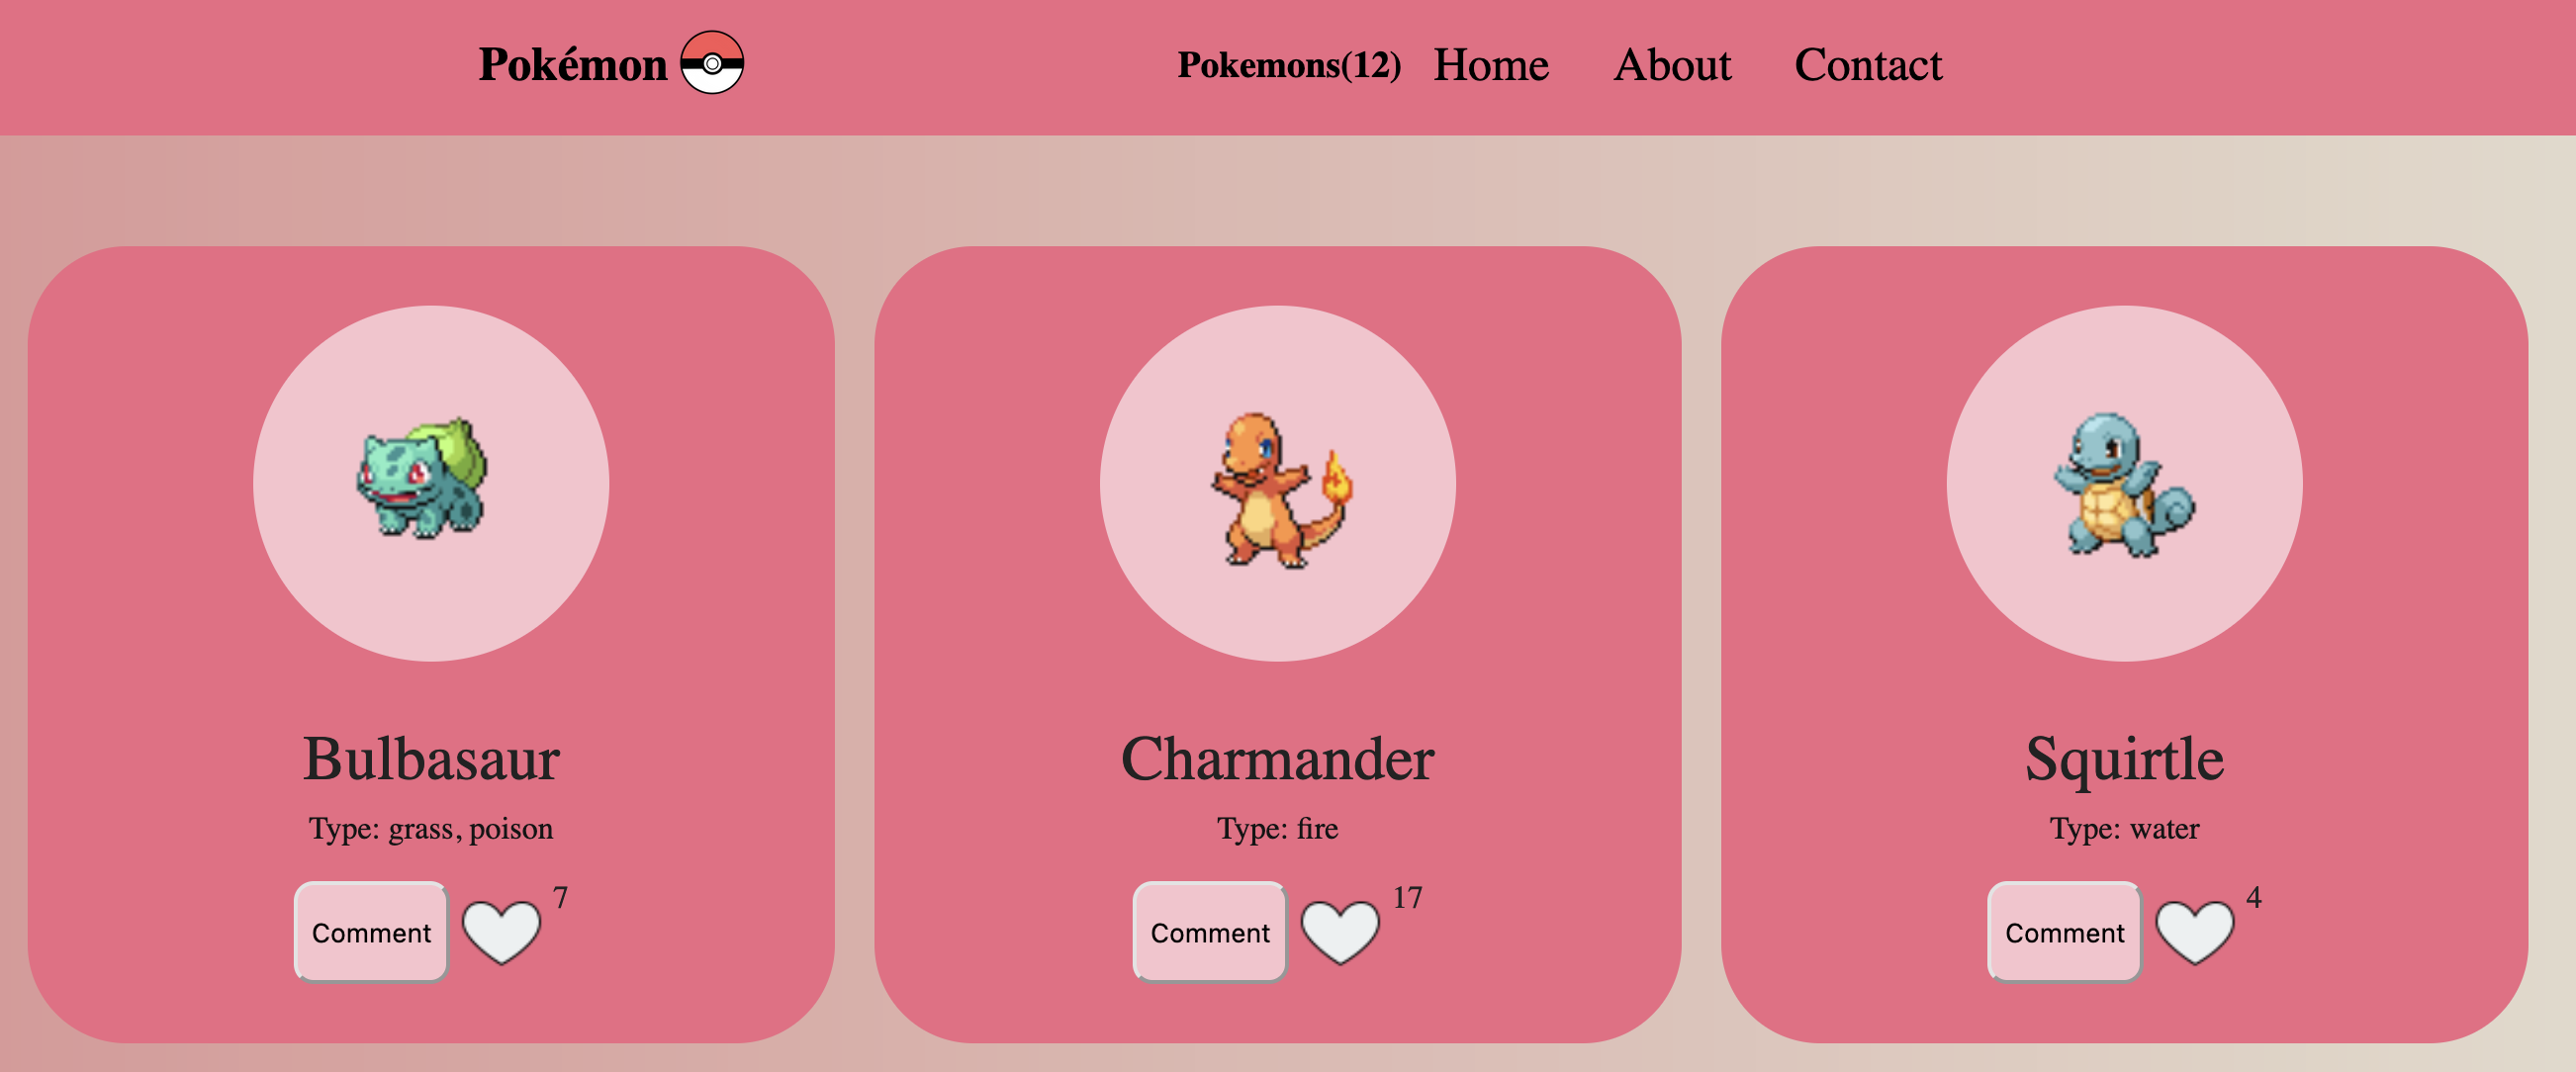 Pokémon Pokemons(12) Home About Contact
Bulbasaur Charmander Squirtle
Type: grass, poison Type: fire Type: water
Comment 7 Comment 17 Comment 4